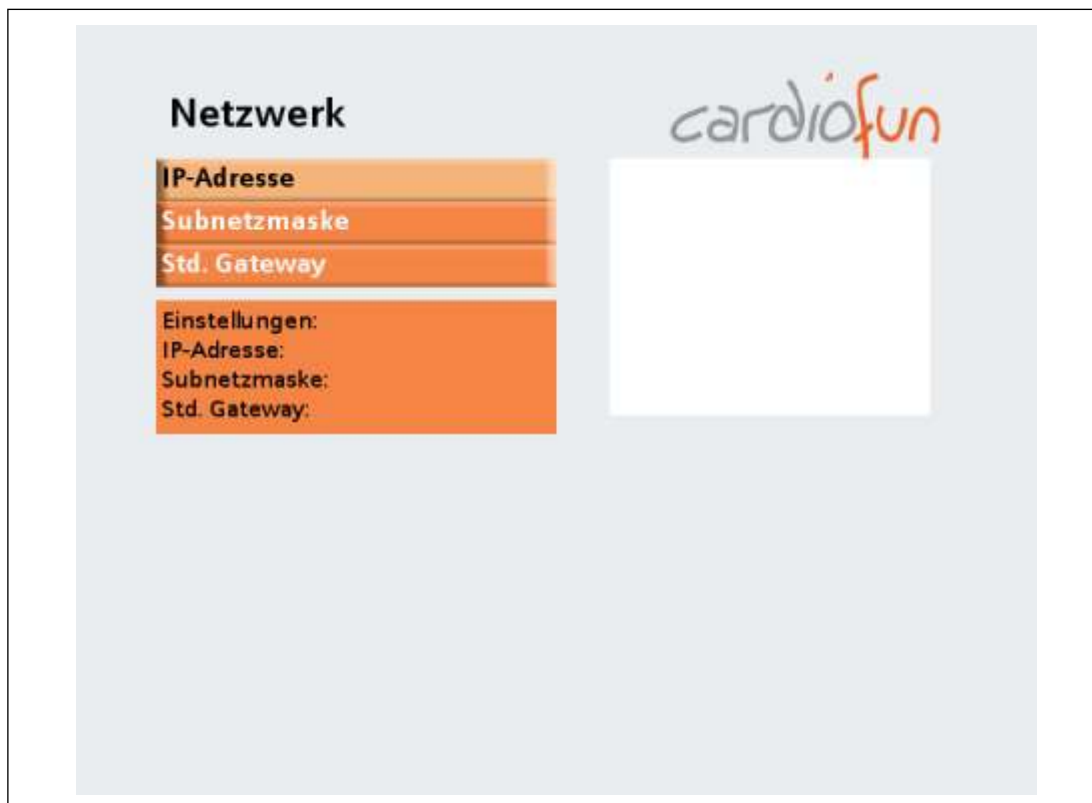 Netzwerk
cardiofun
IP-Adresse
Subnetzmaske
Std. Gateway
Einstellungen:
IP-Adresse:
Subnetzmaske:
Std. Gateway: